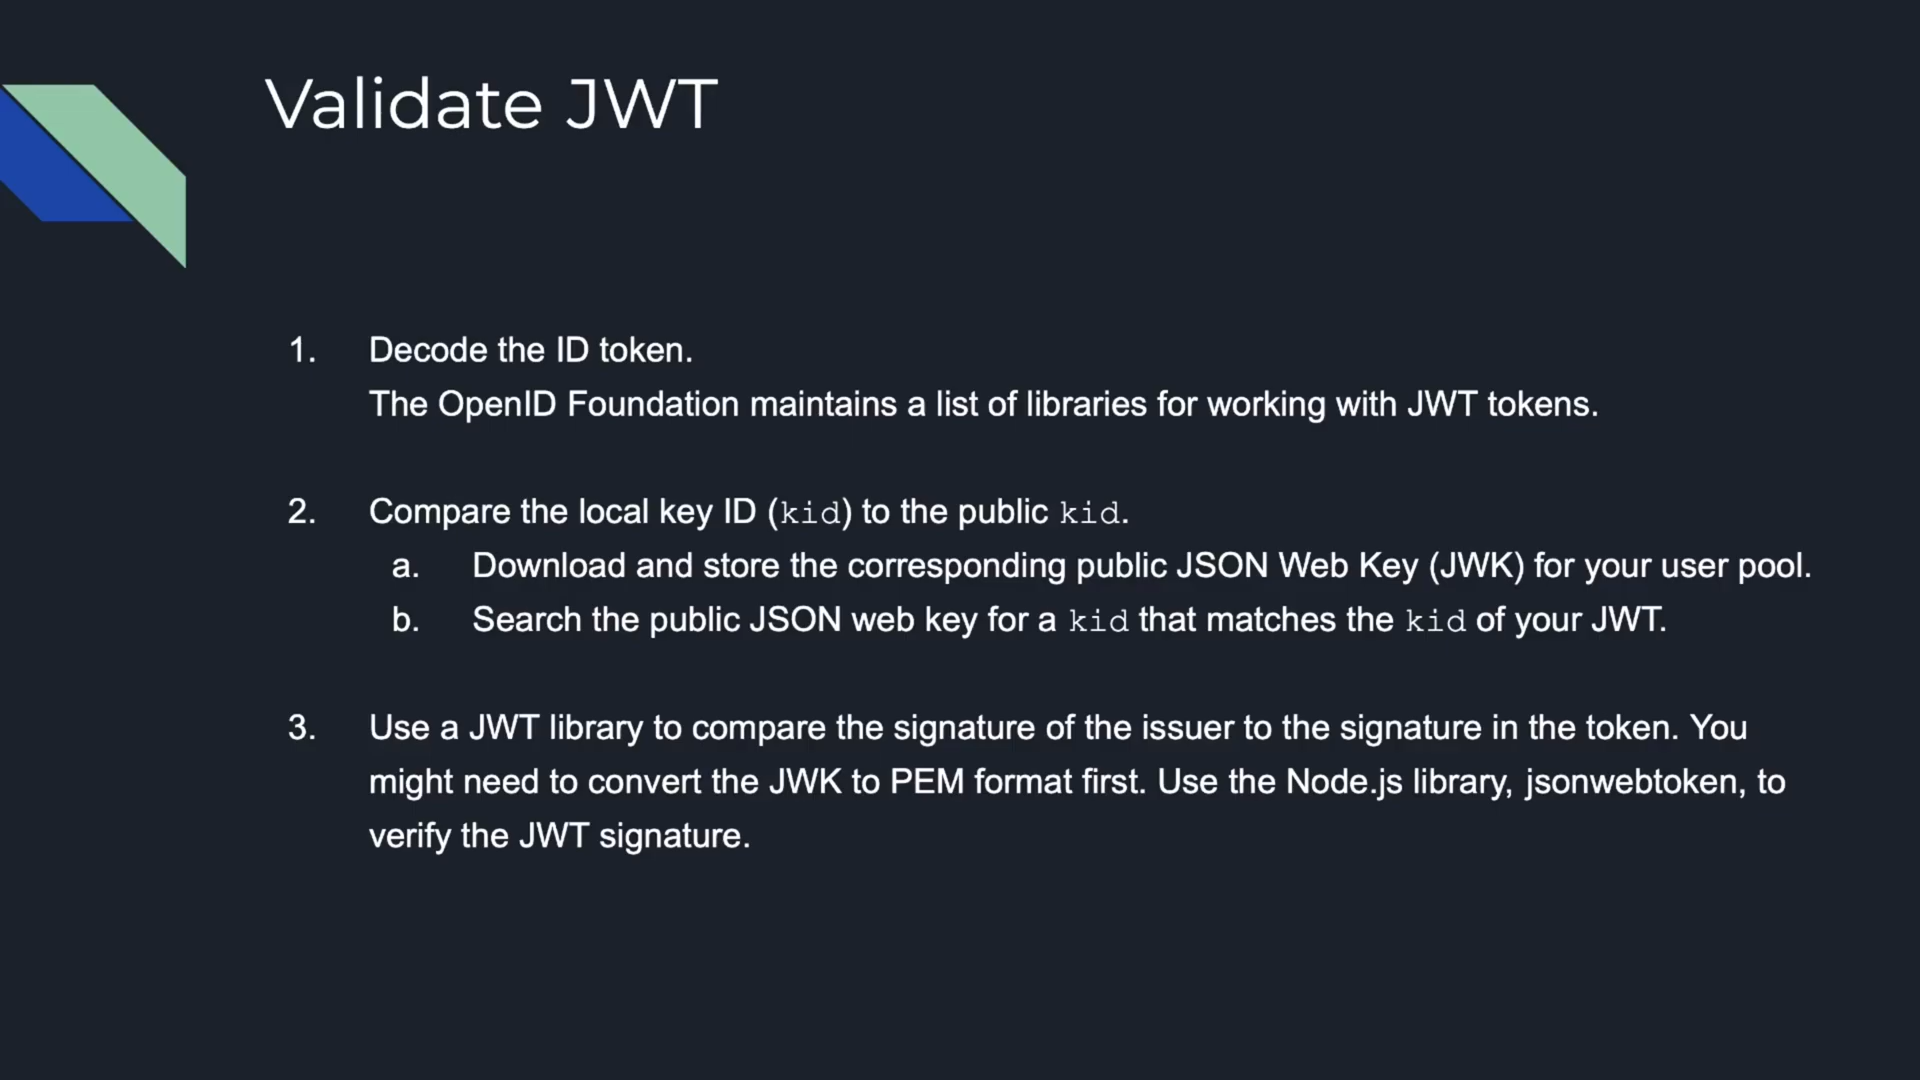 Validate JWT
1. Decode the ID token.
The OpenID Foundation maintains a list of libraries for working with JWT tokens.
2. Compare the local key ID (kid) to the public kid.
a. Download and store the corresponding public JSON Web Key (JWK) for your user pool.
b. Search the public JSON web key for a kid that matches the kid of your JWT.
3. Use a JWT library to compare the signature of the issuer to the signature in the token. You
might need to convert the JWK to PEM format first. Use the Node.js library, jsonwebtoken, to
verify the JWT signature.